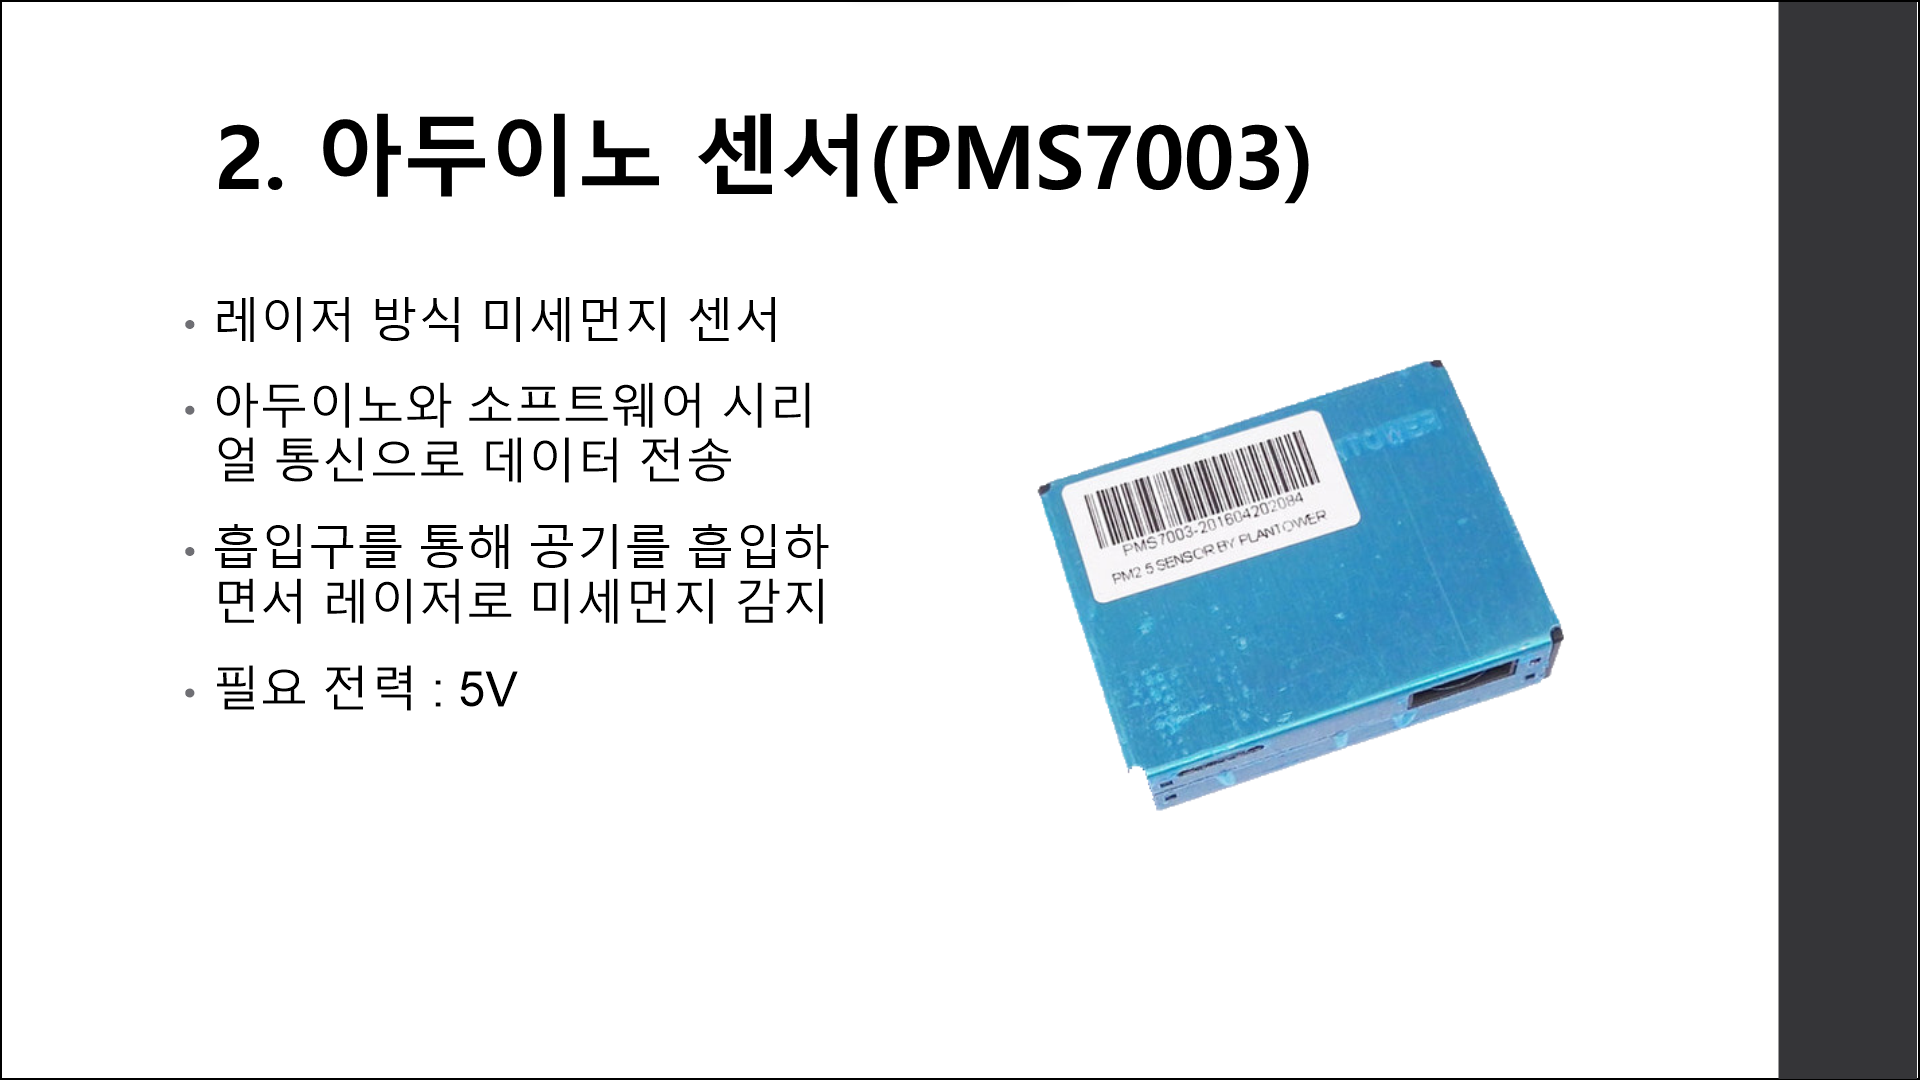 2. 아두이노 센서(PMS7003)
• 레이저 방식 미세먼지 센서
• 아두이노와 소프트웨어 시리
얼 통신으로 데이터 전송
• 흡입구를 통해 공기를 흡입하
면서 레이저로 미세먼지 감지
• 필요 전력 : 5V
PMS7003-201604202084
PM2.5 SENSOR BY PLANTOWER